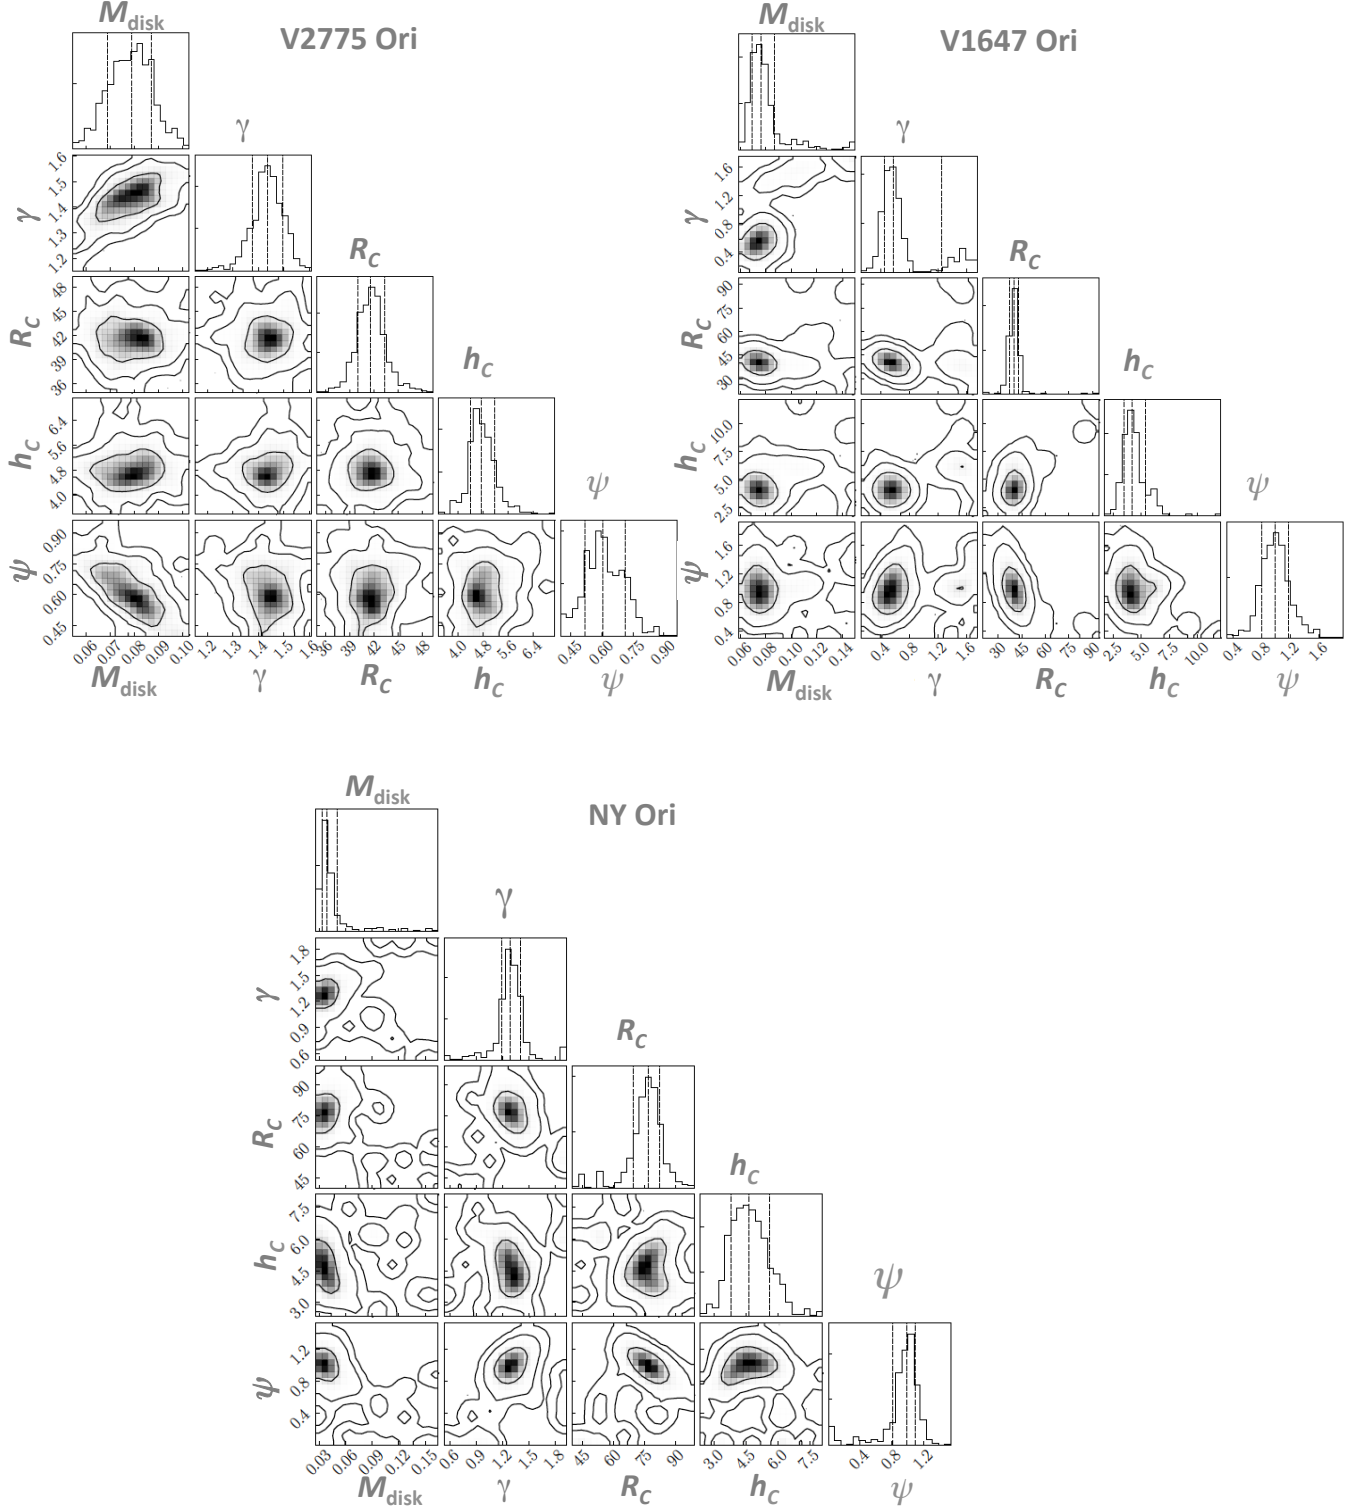 M_disk
V2775 Ori
γ
R_C
h_C
ψ
γ 1.6 1.5 1.4 1.3 1.2
R_C 48 45 42 39 36
h_C 6.4 5.6 4.8 4.0
ψ 0.90 0.75 0.60 0.45
0.06 0.07 0.08 0.09 0.10 1.2 1.3 1.4 1.5 1.6 36 39 42 45 48 4.0 4.8 5.6 6.4 0.45 0.60 0.75 0.90
M_disk γ R_C h_C ψ
M_disk
V1647 Ori
γ
R_C
h_C
ψ
γ 1.6 1.2 0.8 0.4
R_C 90 75 60 45 30
h_C 10.0 7.5 5.0 2.5
ψ 1.6 1.2 0.8 0.4
0.06 0.08 0.10 0.12 0.14 0.4 0.8 1.2 1.6 30 45 60 75 90 2.5 5.0 7.5 10.0 0.4 0.8 1.2 1.6
M_disk γ R_C h_C ψ
M_disk
NY Ori
γ
R_C
h_C
ψ
γ 1.8 1.5 1.2 0.9 0.6
R_C 90 75 60 45
h_C 7.5 6.0 4.5 3.0
ψ 1.2 0.8 0.4
0.03 0.06 0.09 0.12 0.15 0.6 0.9 1.2 1.5 1.8 45 60 75 90 3.0 4.5 6.0 7.5 0.4 0.8 1.2
M_disk γ R_C h_C ψ